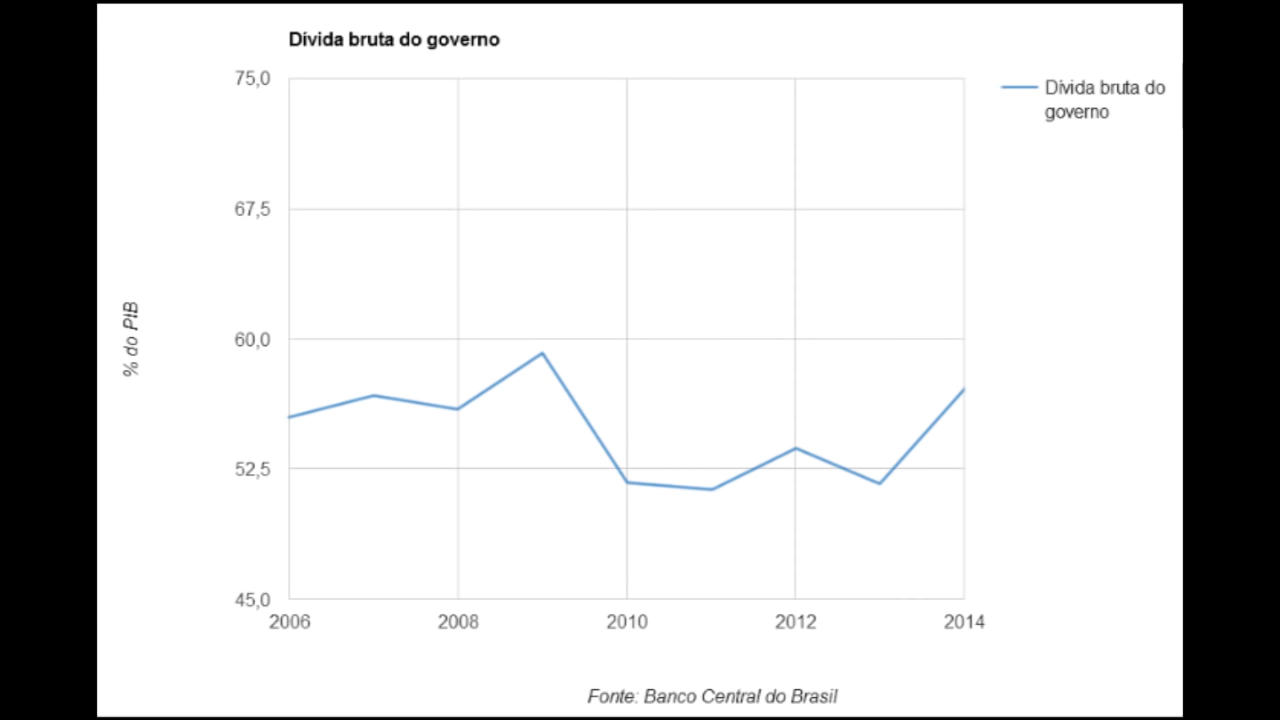 Dívida bruta do governo
75,0
Dívida bruta do
governo
67,5
60,0
% do PIB
52,5
45,0
2006 2008 2010 2012 2014
Fonte: Banco Central do Brasil